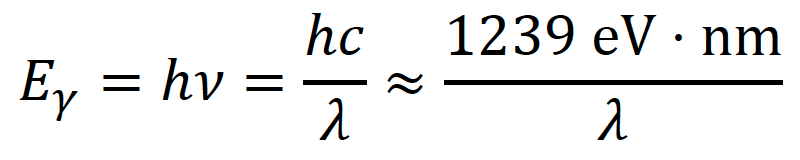 E_γ = hν = hc/λ ≈ 1239 eV · nm/λ